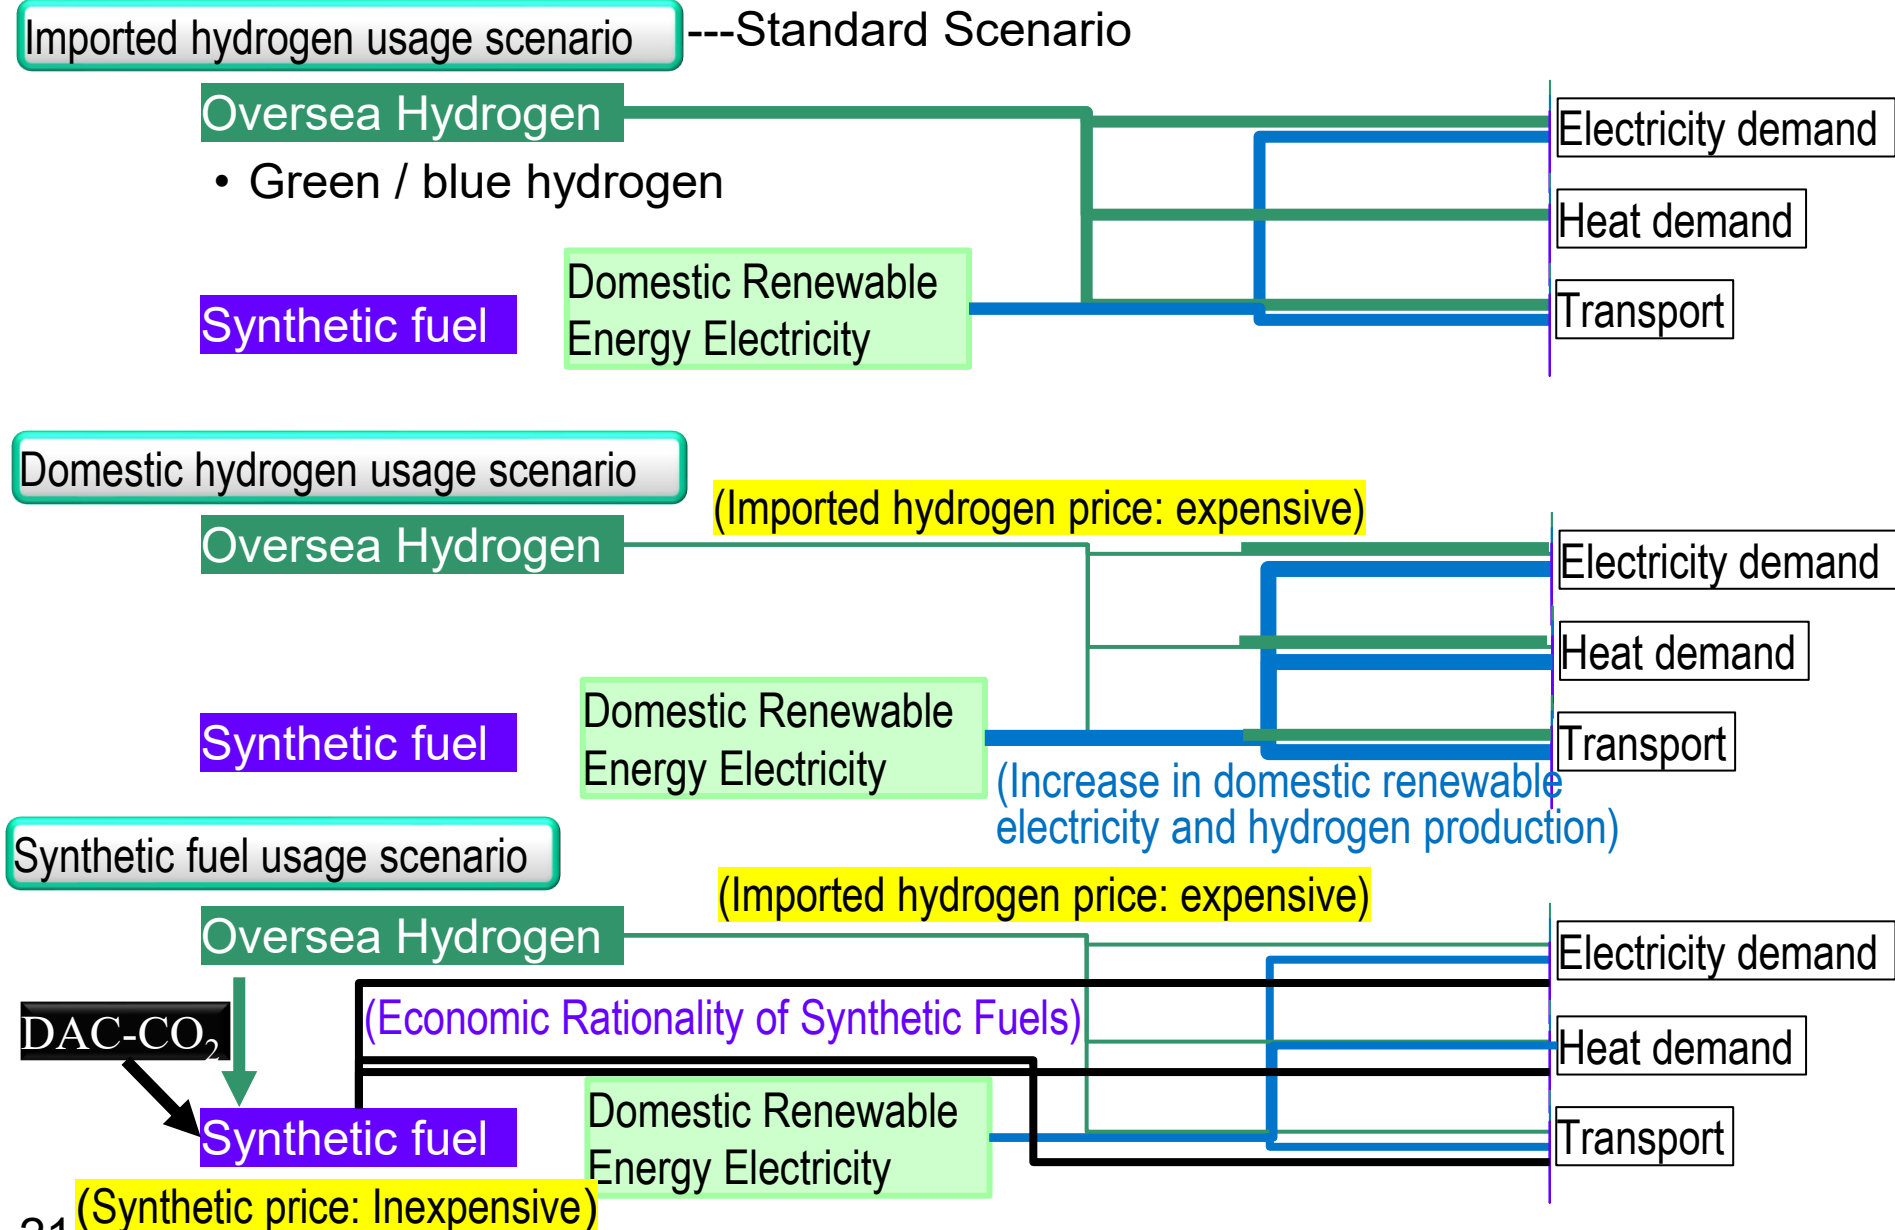 Imported hydrogen usage scenario ---Standard Scenario
Oversea Hydrogen
• Green / blue hydrogen
Electricity demand
Heat demand
Domestic Renewable
Energy Electricity
Synthetic fuel
Transport
Domestic hydrogen usage scenario
(Imported hydrogen price: expensive)
Oversea Hydrogen
Electricity demand
Heat demand
Domestic Renewable
Energy Electricity
Synthetic fuel
Transport
(Increase in domestic renewable
electricity and hydrogen production)
Synthetic fuel usage scenario
(Imported hydrogen price: expensive)
Oversea Hydrogen
Electricity demand
(Economic Rationality of Synthetic Fuels)
DAC-CO₂
Heat demand
Domestic Renewable
Energy Electricity
Synthetic fuel
Transport
(Synthetic price: Inexpensive)